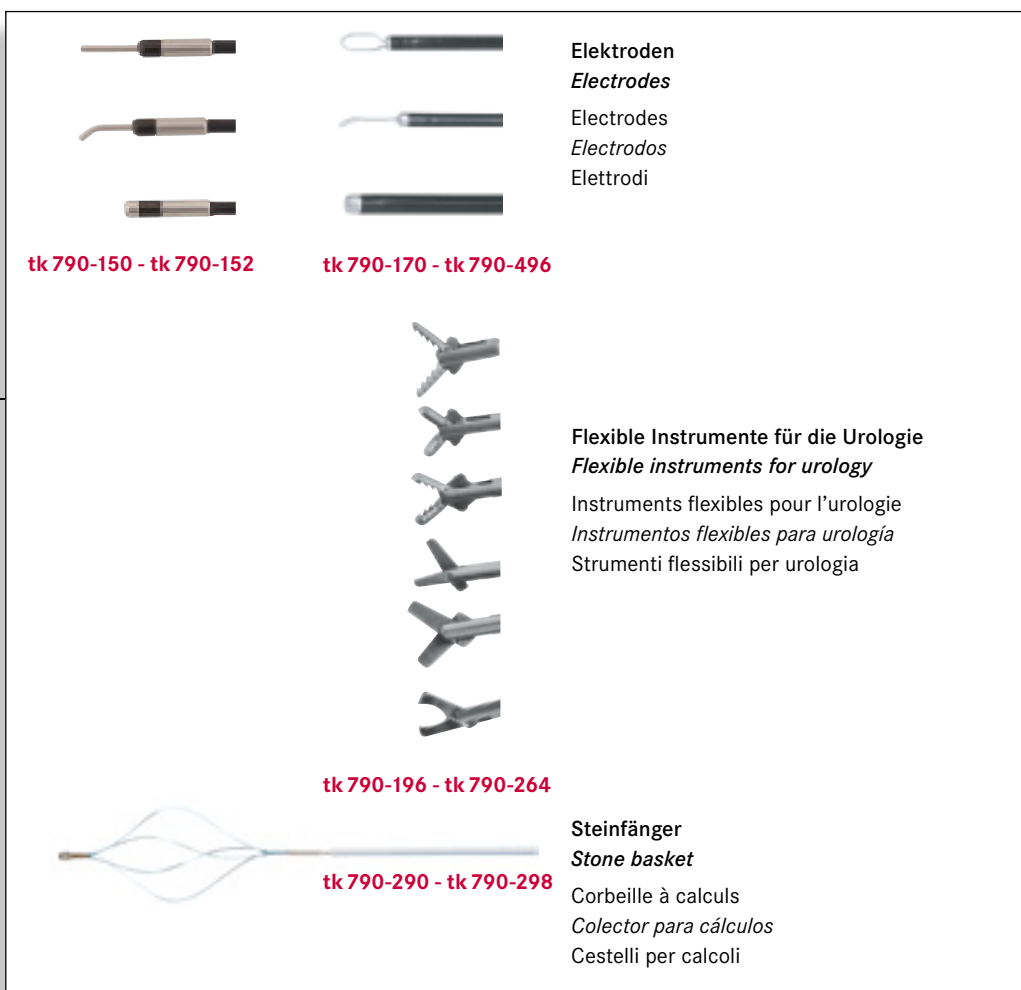 Elektroden
Electrodes
Electrodes
Electrodos
Elettrodi
tk 790-150 - tk 790-152
tk 790-170 - tk 790-496
Flexible Instrumente für die Urologie
Flexible instruments for urology
Instruments flexibles pour l’urologie
Instrumentos flexibles para urología
Strumenti flessibili per urologia
tk 790-196 - tk 790-264
Steinfänger
Stone basket
tk 790-290 - tk 790-298
Corbeille à calculs
Colector para cálculos
Cestelli per calcoli